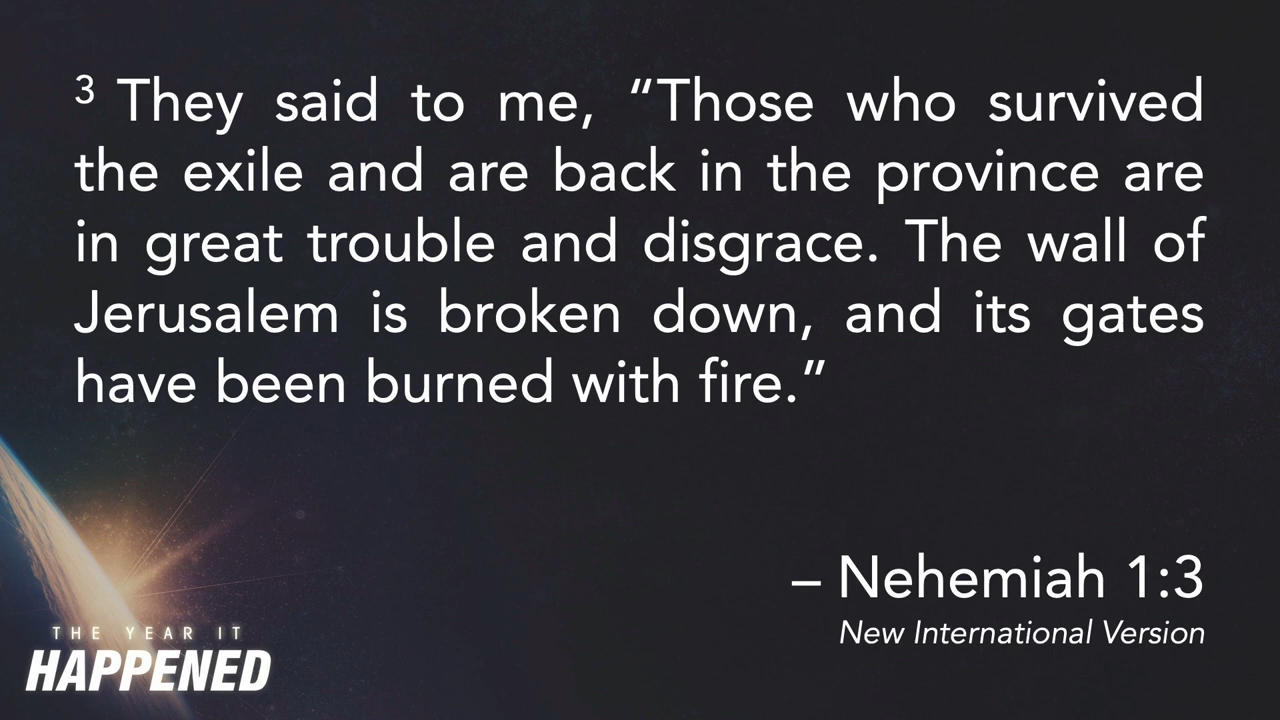 ³ They said to me, “Those who survived
the exile and are back in the province are
in great trouble and disgrace. The wall of
Jerusalem is broken down, and its gates
have been burned with fire.”
– Nehemiah 1:3
New International Version
THE YEAR IT
HAPPENED